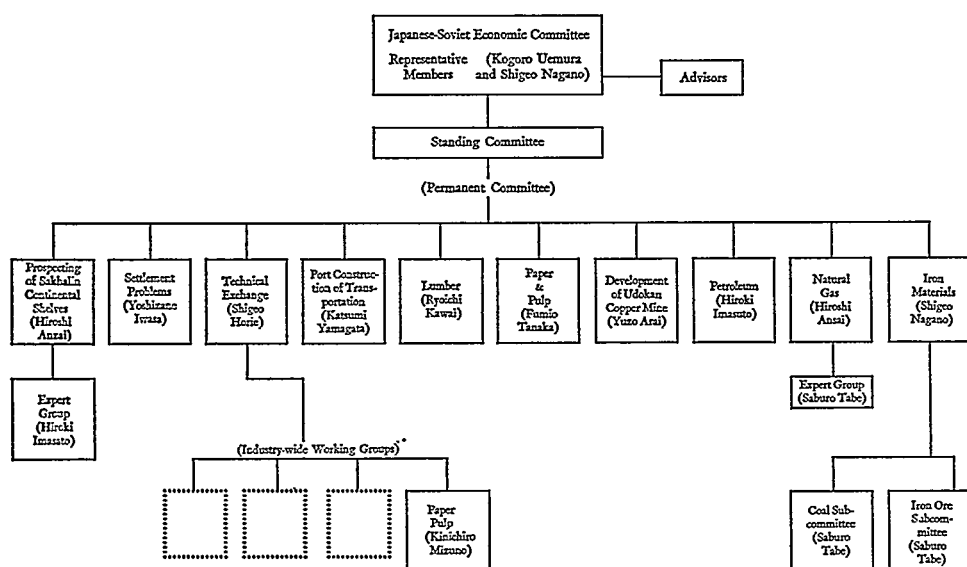 Japanese-Soviet Economic Committee
Representative (Kogoro Uemura
Members and Shigeo Nagano)
Advisors
Standing Committee
(Permanent Committee)
Prospecting
of Sakhalin
Continental
Shelves
(Hiroshi
Anzai)
Settlement
Problems
(Yoshizane
Iwasa)
Technical
Exchange
(Shigeo
Horie)
Port Construc-
tion of Trans-
portation
(Katsumi
Yamagata)
Lumber
(Ryoichi
Kawai)
Paper
&
Pulp
(Fumio
Tanaka)
Development
of Udokan
Copper Mine
(Yuzo Arai)
Petroleum
(Hiroki
Imasuto)
Natural
Gas
(Hiroshi
Ansai)
Iron
Materials
(Shigeo
Nagano)
Expert
Group
(Hiroki
Imasato)
Expert Group
(Saburo Tabe)
(Industry-wide Working Groups)**
Paper
Pulp
(Kinichiro
Mizuno)
Coal Sub-
committee
(Saburo
Tabe)
Iron Ore
Subcom-
mittee
(Saburo
Tabe)